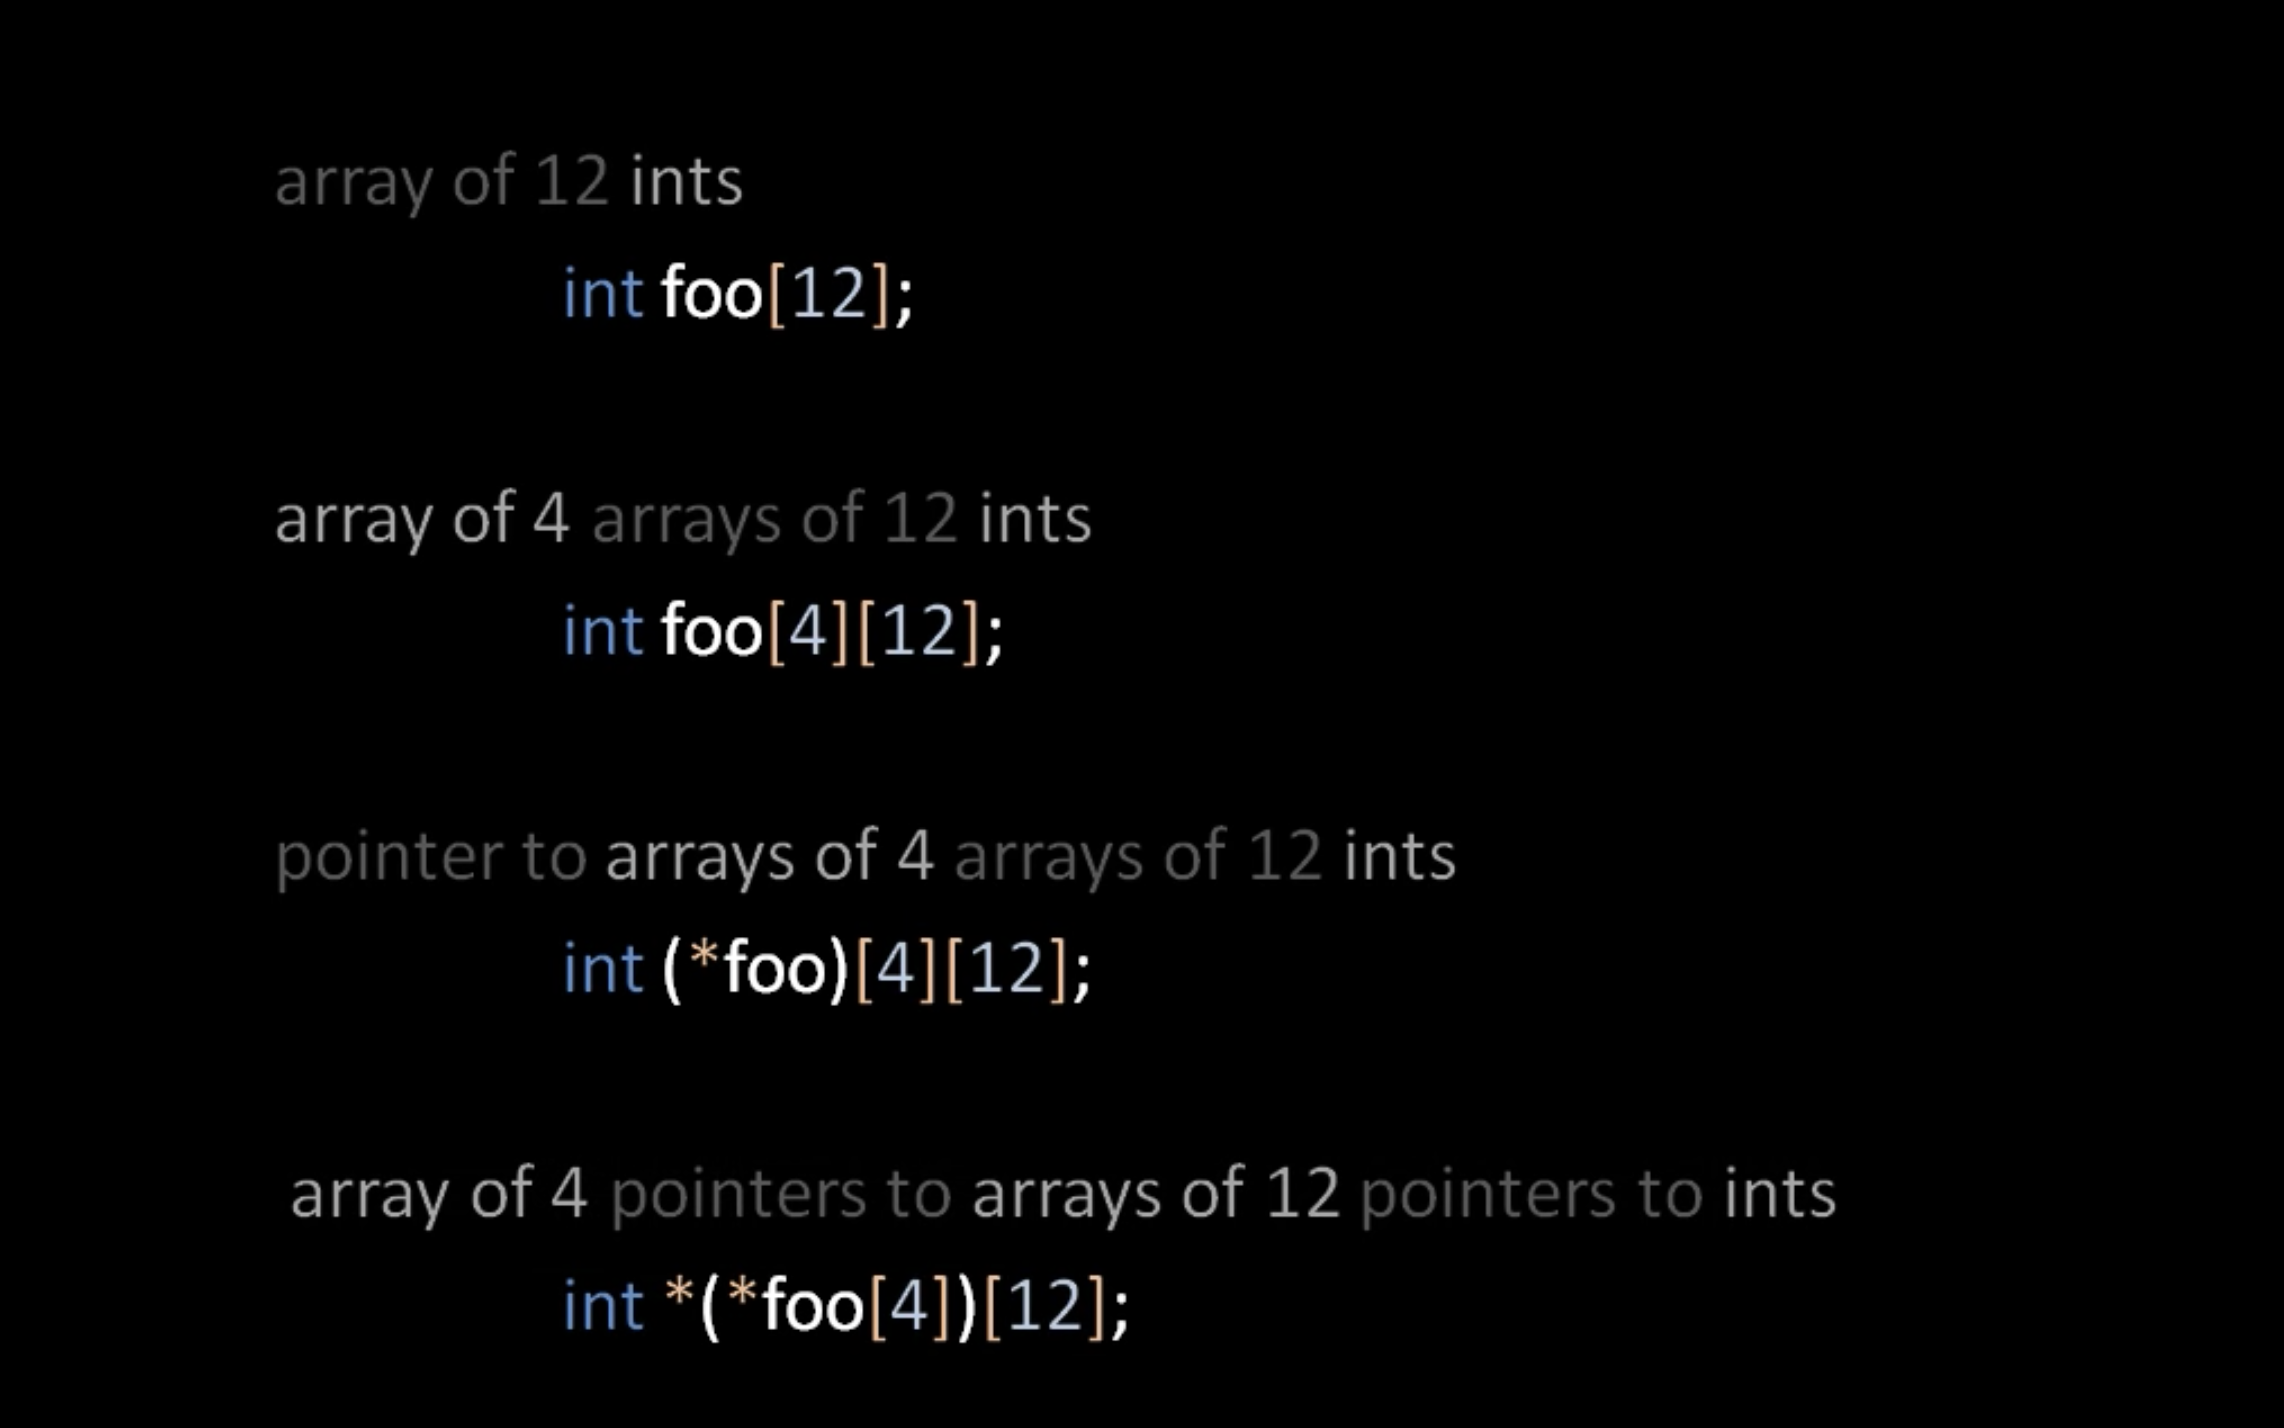 array of 12 ints
int foo[12];
array of 4 arrays of 12 ints
int foo[4][12];
pointer to arrays of 4 arrays of 12 ints
int (*foo)[4][12];
array of 4 pointers to arrays of 12 pointers to ints
int *(*foo[4])[12];